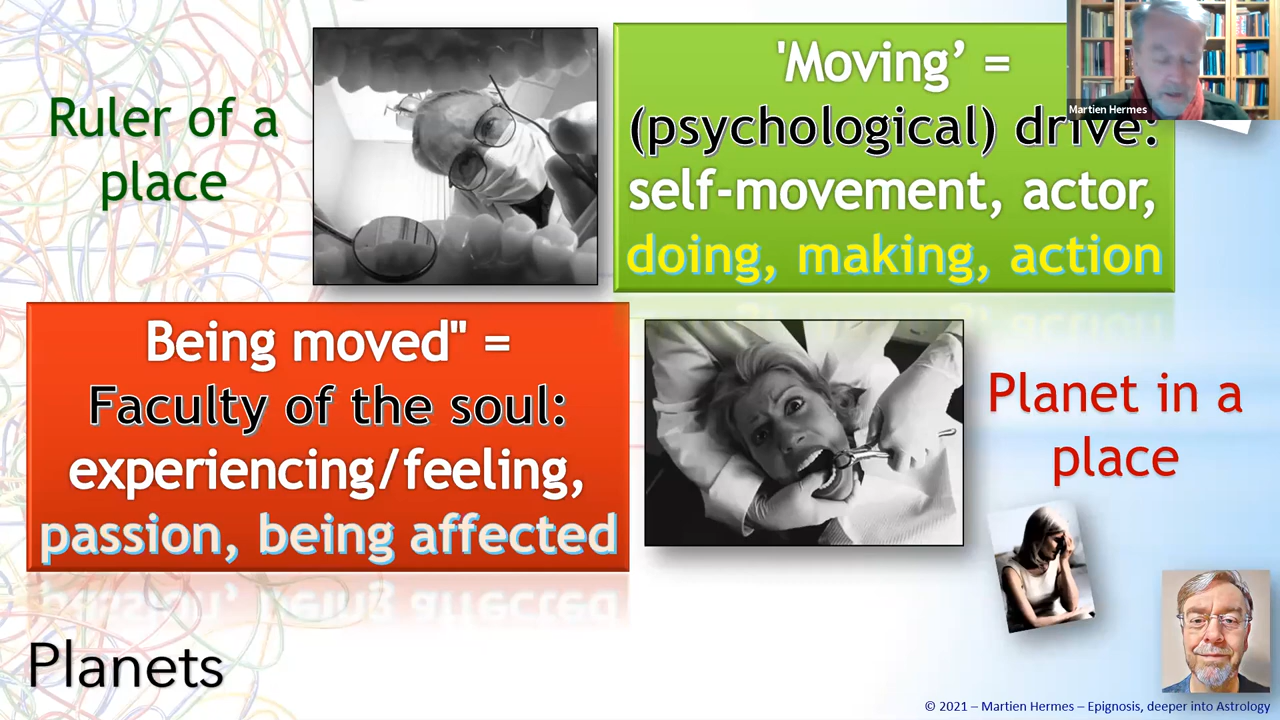 Ruler of a
place
'Moving’ =
(psychological) drive:
self-movement, actor,
doing, making, action
Martien Hermes
Being moved" =
Faculty of the soul:
experiencing/feeling,
passion, being affected
Planet in a
place
Planets
© 2021 – Martien Hermes – Epignosis, deeper into Astrology